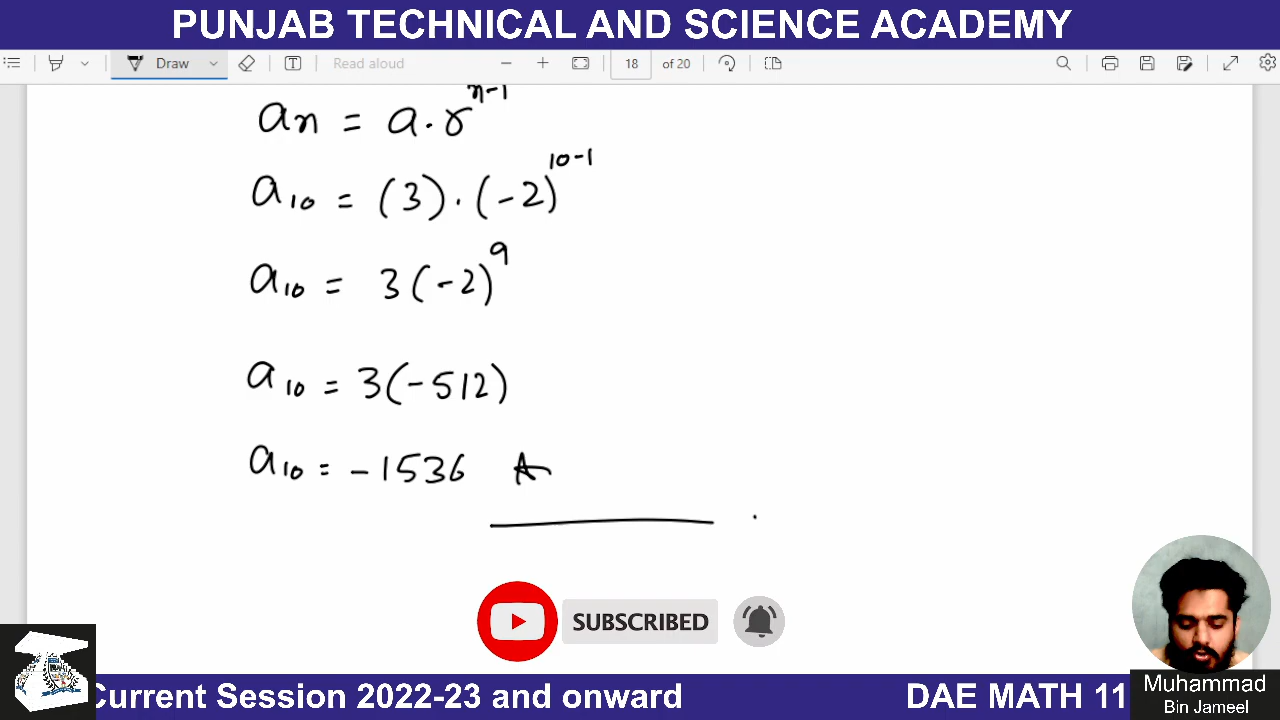 PUNJAB TECHNICAL AND SCIENCE ACADEMY
Draw
Read aloud
18 of 20
an = a.r^n-1
a10 = (3).(-2)^10-1
a10 = 3(-2)^9
a10 = 3(-512)
a10 = -1536 A
SUBSCRIBED
Current Session 2022-23 and onward
DAE MATH 11
Muhammad
Bin Jameel